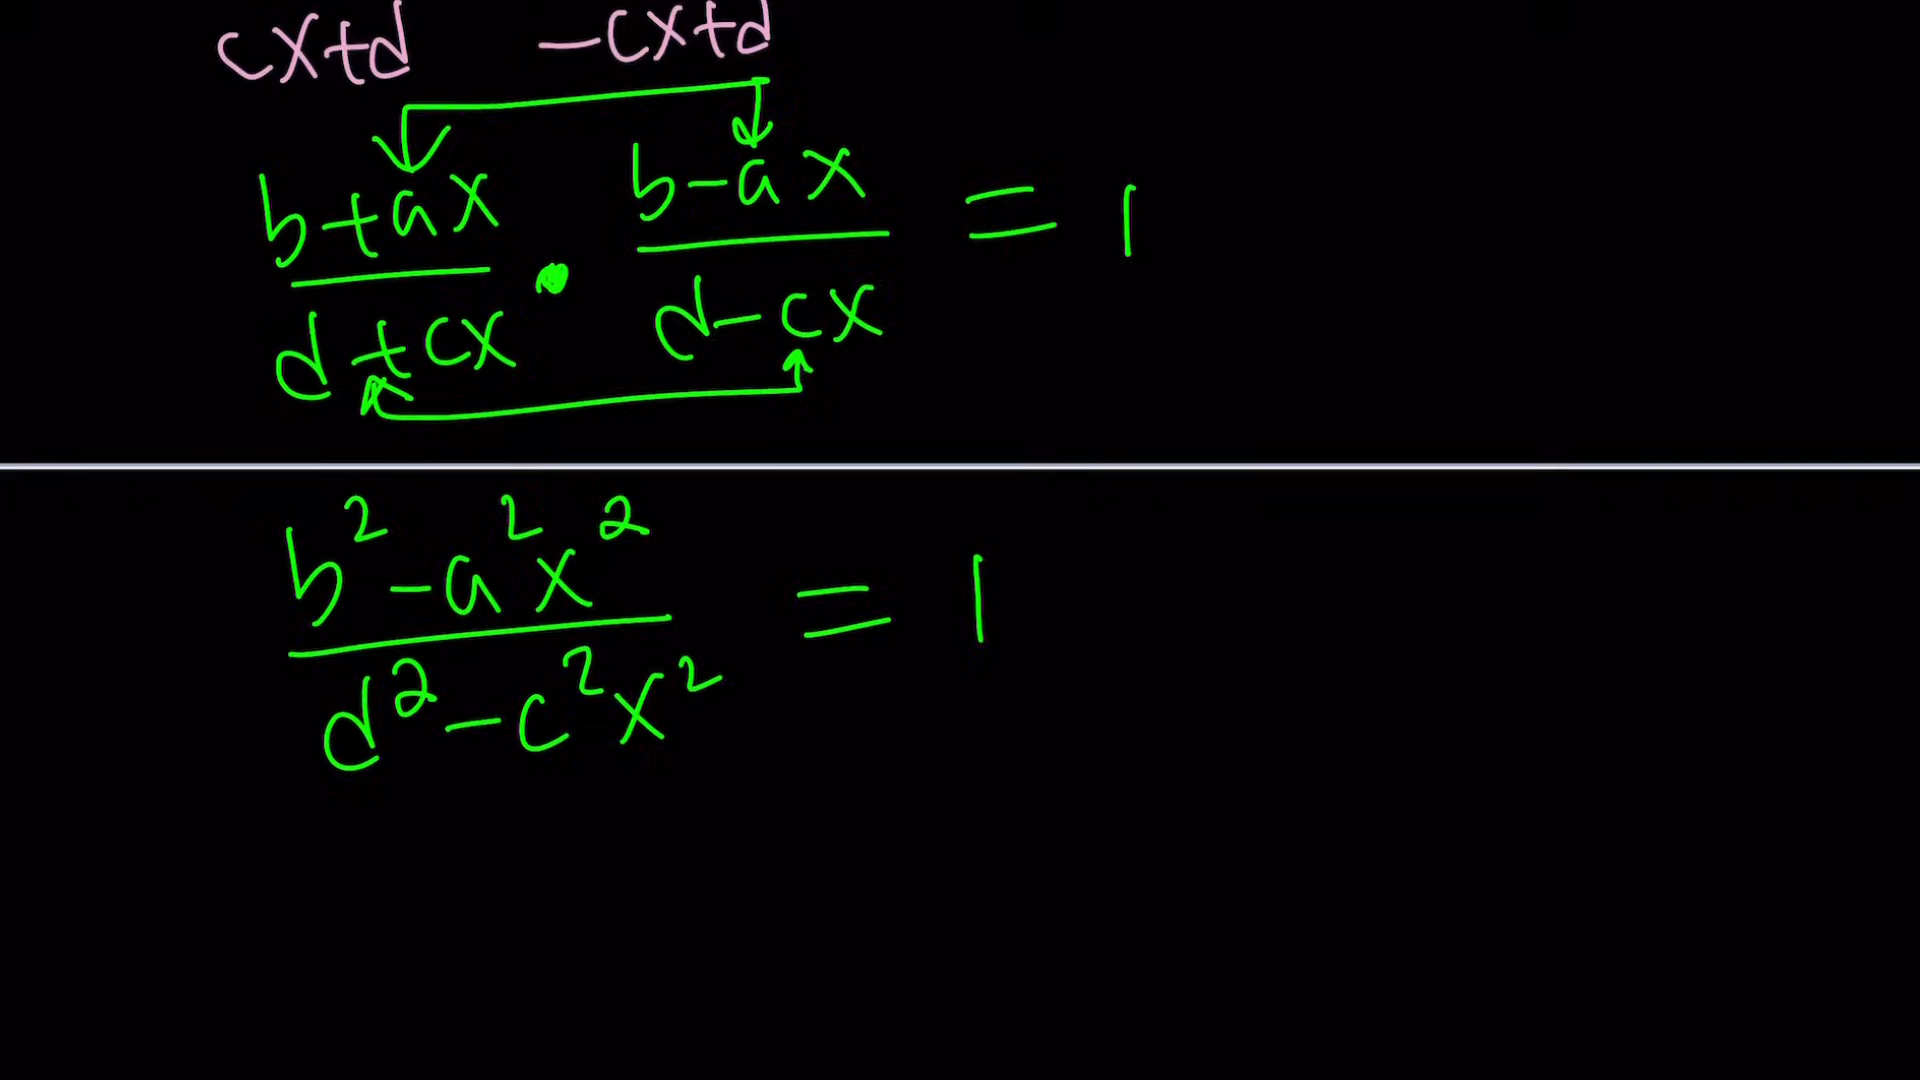 cx+d -cx+d
b+ax/d+cx • b-ax/d-cx = 1
b²-a²x²/d²-c²x² = 1